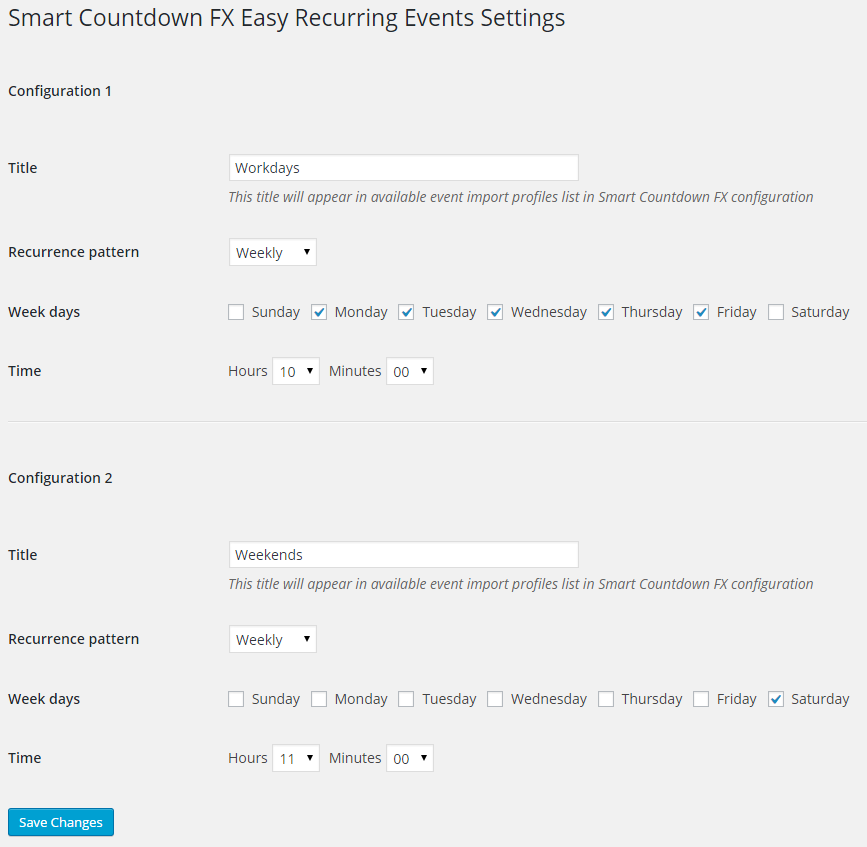 Smart Countdown FX Easy Recurring Events Settings
Configuration 1
Title Workdays
This title will appear in available event import profiles list in Smart Countdown FX configuration
Recurrence pattern Weekly
Week days Sunday Monday Tuesday Wednesday Thursday Friday Saturday
Time Hours 10 Minutes 00
Configuration 2
Title Weekends
This title will appear in available event import profiles list in Smart Countdown FX configuration
Recurrence pattern Weekly
Week days Sunday Monday Tuesday Wednesday Thursday Friday Saturday
Time Hours 11 Minutes 00
Save Changes